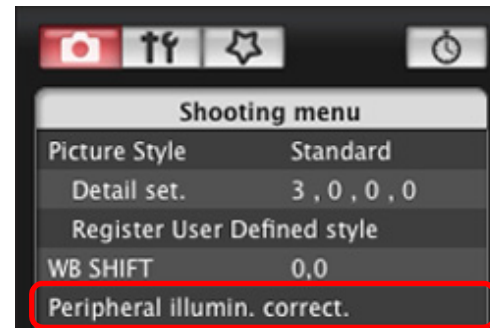 Shooting menu
Picture Style Standard
Detail set. 3 , 0 , 0 , 0
Register User Defined style
WB SHIFT 0,0
Peripheral illumin. correct.